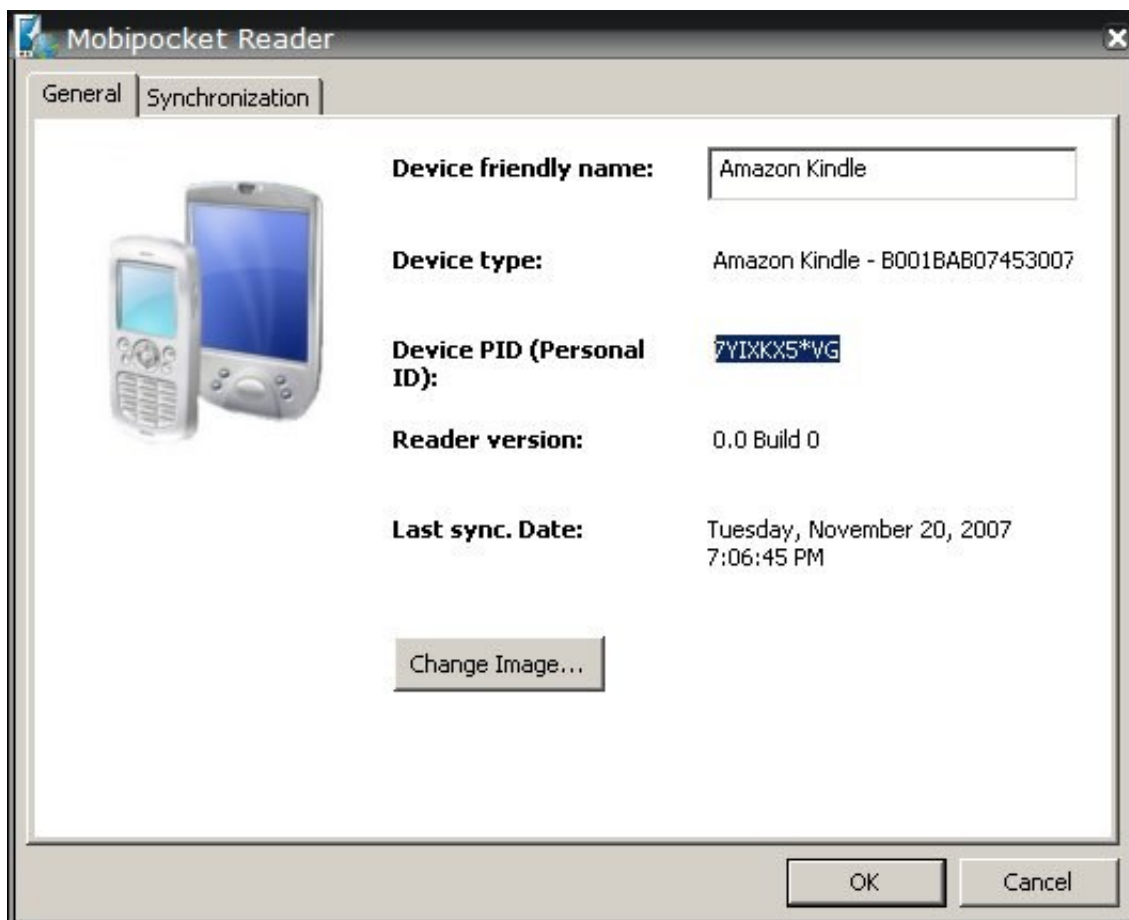 Mobipocket Reader
General
Synchronization
Device friendly name:
Amazon Kindle
Device type:
Amazon Kindle - B001BAB07453007
Device PID (Personal
ID):
7YIXKX5*VG
Reader version:
0.0 Build 0
Last sync. Date:
Tuesday, November 20, 2007
7:06:45 PM
Change Image...
OK
Cancel